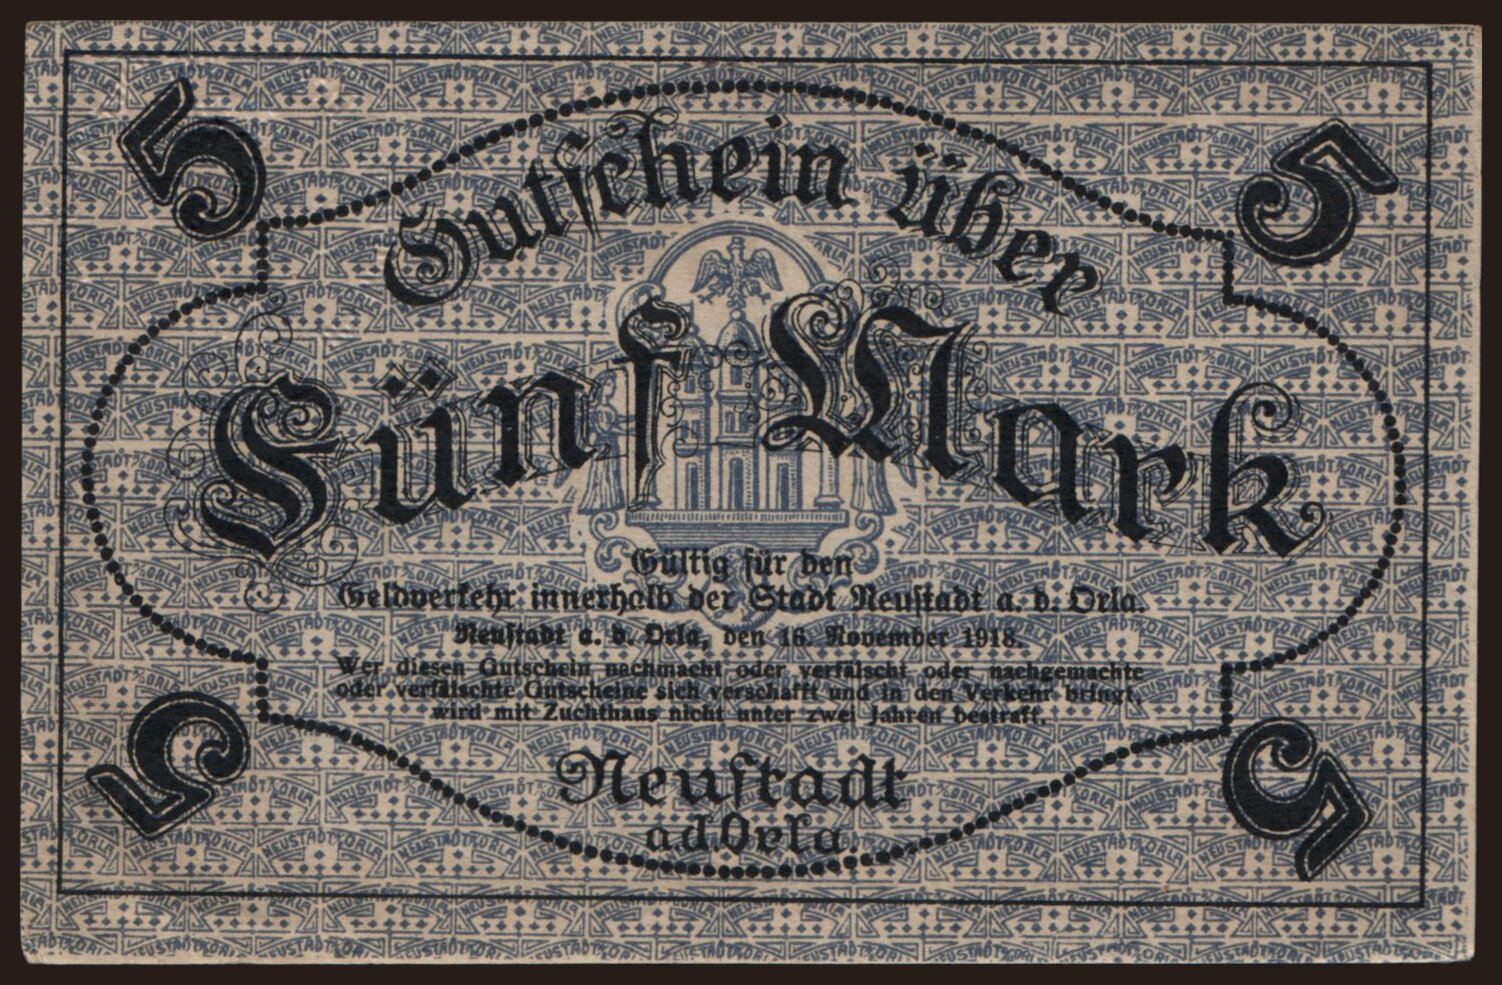 5
5
Gutschein über
Fünf Mark
Gültig für den
Geldverkehr innerhalb der Stadt Neustadt a. d. Orla.
Neustadt a. d. Orla, den 16. November 1918.
Wer diesen Gutschein nachmacht oder verfälscht oder nachgemachte
oder verfälschte Gutscheine sich verschafft und in den Verkehr bringt,
wird mit Zuchthaus nicht unter zwei Jahren bestraft.
5
5
Neustadt
a.d.Orla.